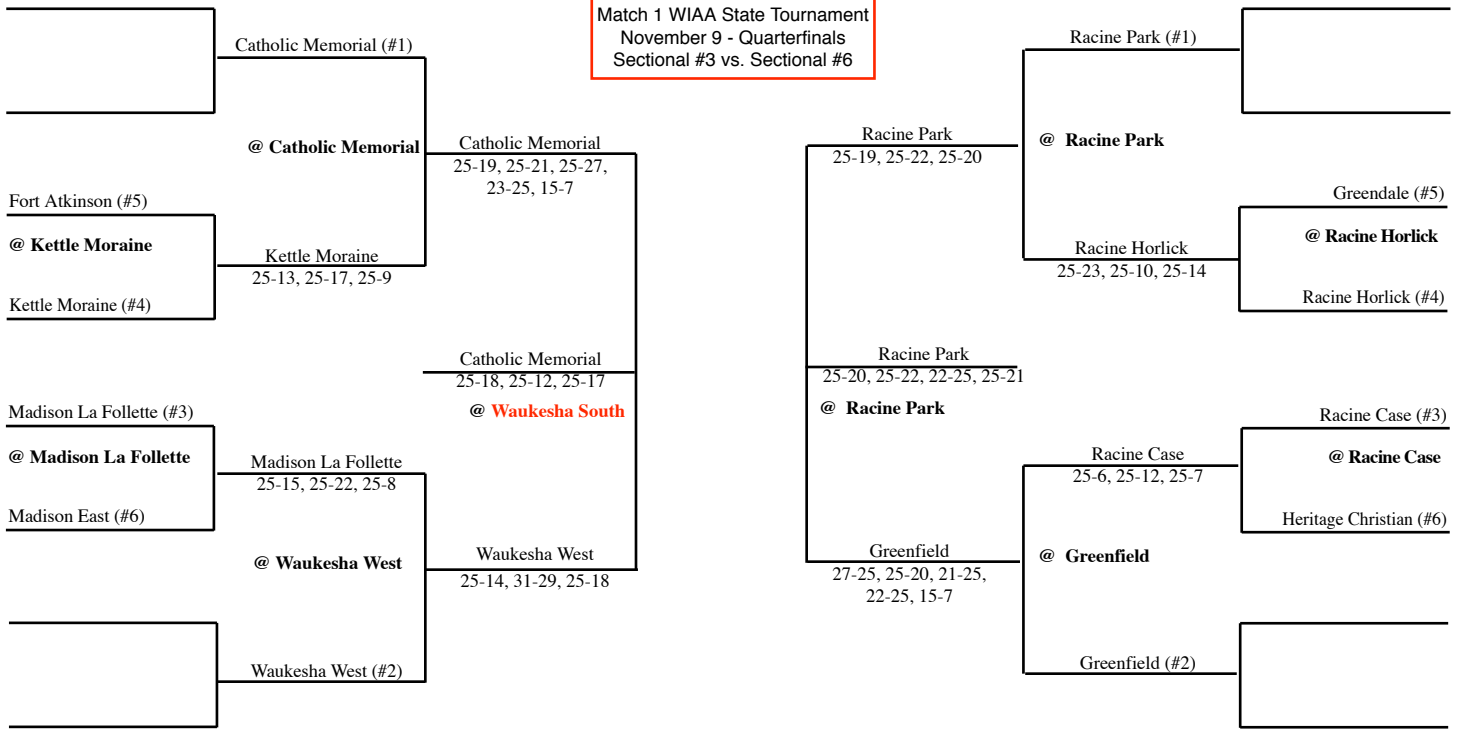 Match 1 WIAA State Tournament
November 9 - Quarterfinals
Sectional #3 vs. Sectional #6
Catholic Memorial (#1)
@ Catholic Memorial
Catholic Memorial
25-19, 25-21, 25-27,
23-25, 15-7
Fort Atkinson (#5)
@ Kettle Moraine
Kettle Moraine
25-13, 25-17, 25-9
Kettle Moraine (#4)
Catholic Memorial
25-18, 25-12, 25-17
@ Waukesha South
Madison La Follette (#3)
@ Madison La Follette
Madison La Follette
25-15, 25-22, 25-8
Madison East (#6)
@ Waukesha West
Waukesha West
25-14, 31-29, 25-18
Waukesha West (#2)
Racine Park (#1)
Racine Park
25-19, 25-22, 25-20
@ Racine Park
Greendale (#5)
@ Racine Horlick
Racine Horlick
25-23, 25-10, 25-14
Racine Horlick (#4)
Racine Park
25-20, 25-22, 22-25, 25-21
@ Racine Park
Racine Case (#3)
@ Racine Case
Racine Case
25-6, 25-12, 25-7
Heritage Christian (#6)
Greenfield
27-25, 25-20, 21-25,
22-25, 15-7
@ Greenfield
Greenfield (#2)